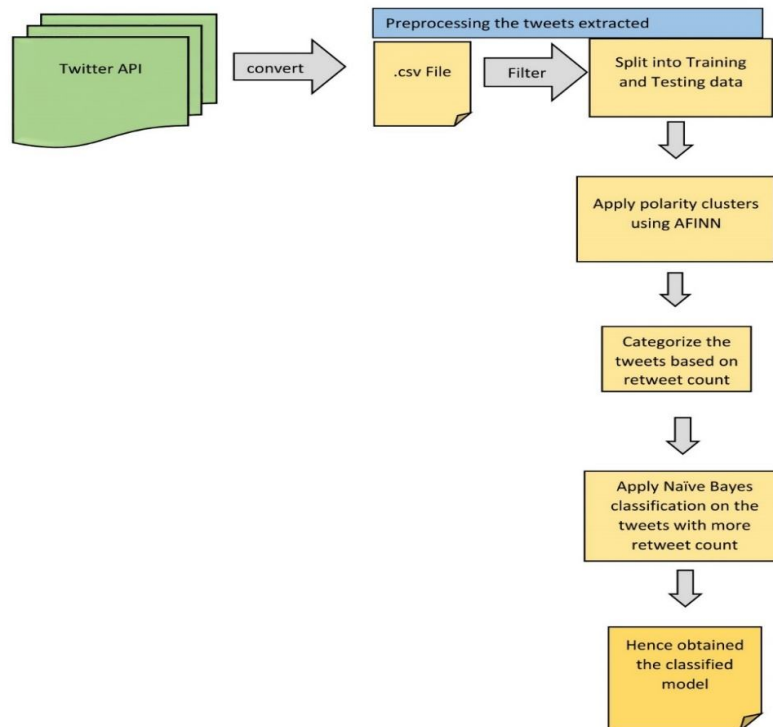 Preprocessing the tweets extracted
Twitter API
convert
.csv File
Filter
Split into Training
and Testing data
Apply polarity clusters
using AFINN
Categorize the
tweets based on
retweet count
Apply Naïve Bayes
classification on the
tweets with more
retweet count
Hence obtained
the classified
model